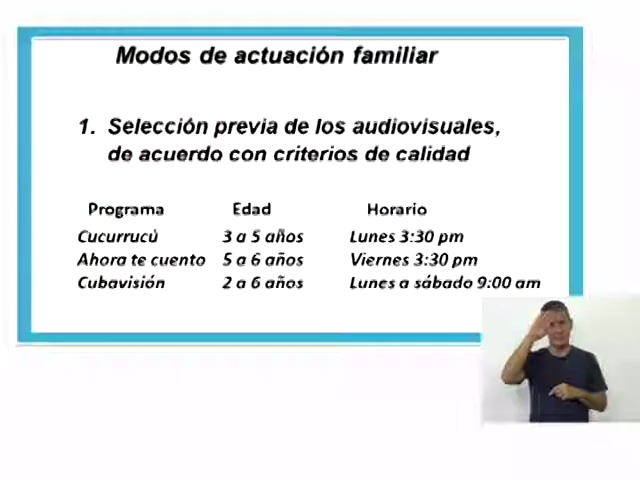 Modos de actuación familiar
1. Selección previa de los audiovisuales,
de acuerdo con criterios de calidad
Programa Edad Horario
Cucurrucú 3 a 5 años Lunes 3:30 pm
Ahora te cuento 5 a 6 años Viernes 3:30 pm
Cubavisión 2 a 6 años Lunes a sábado 9:00 am